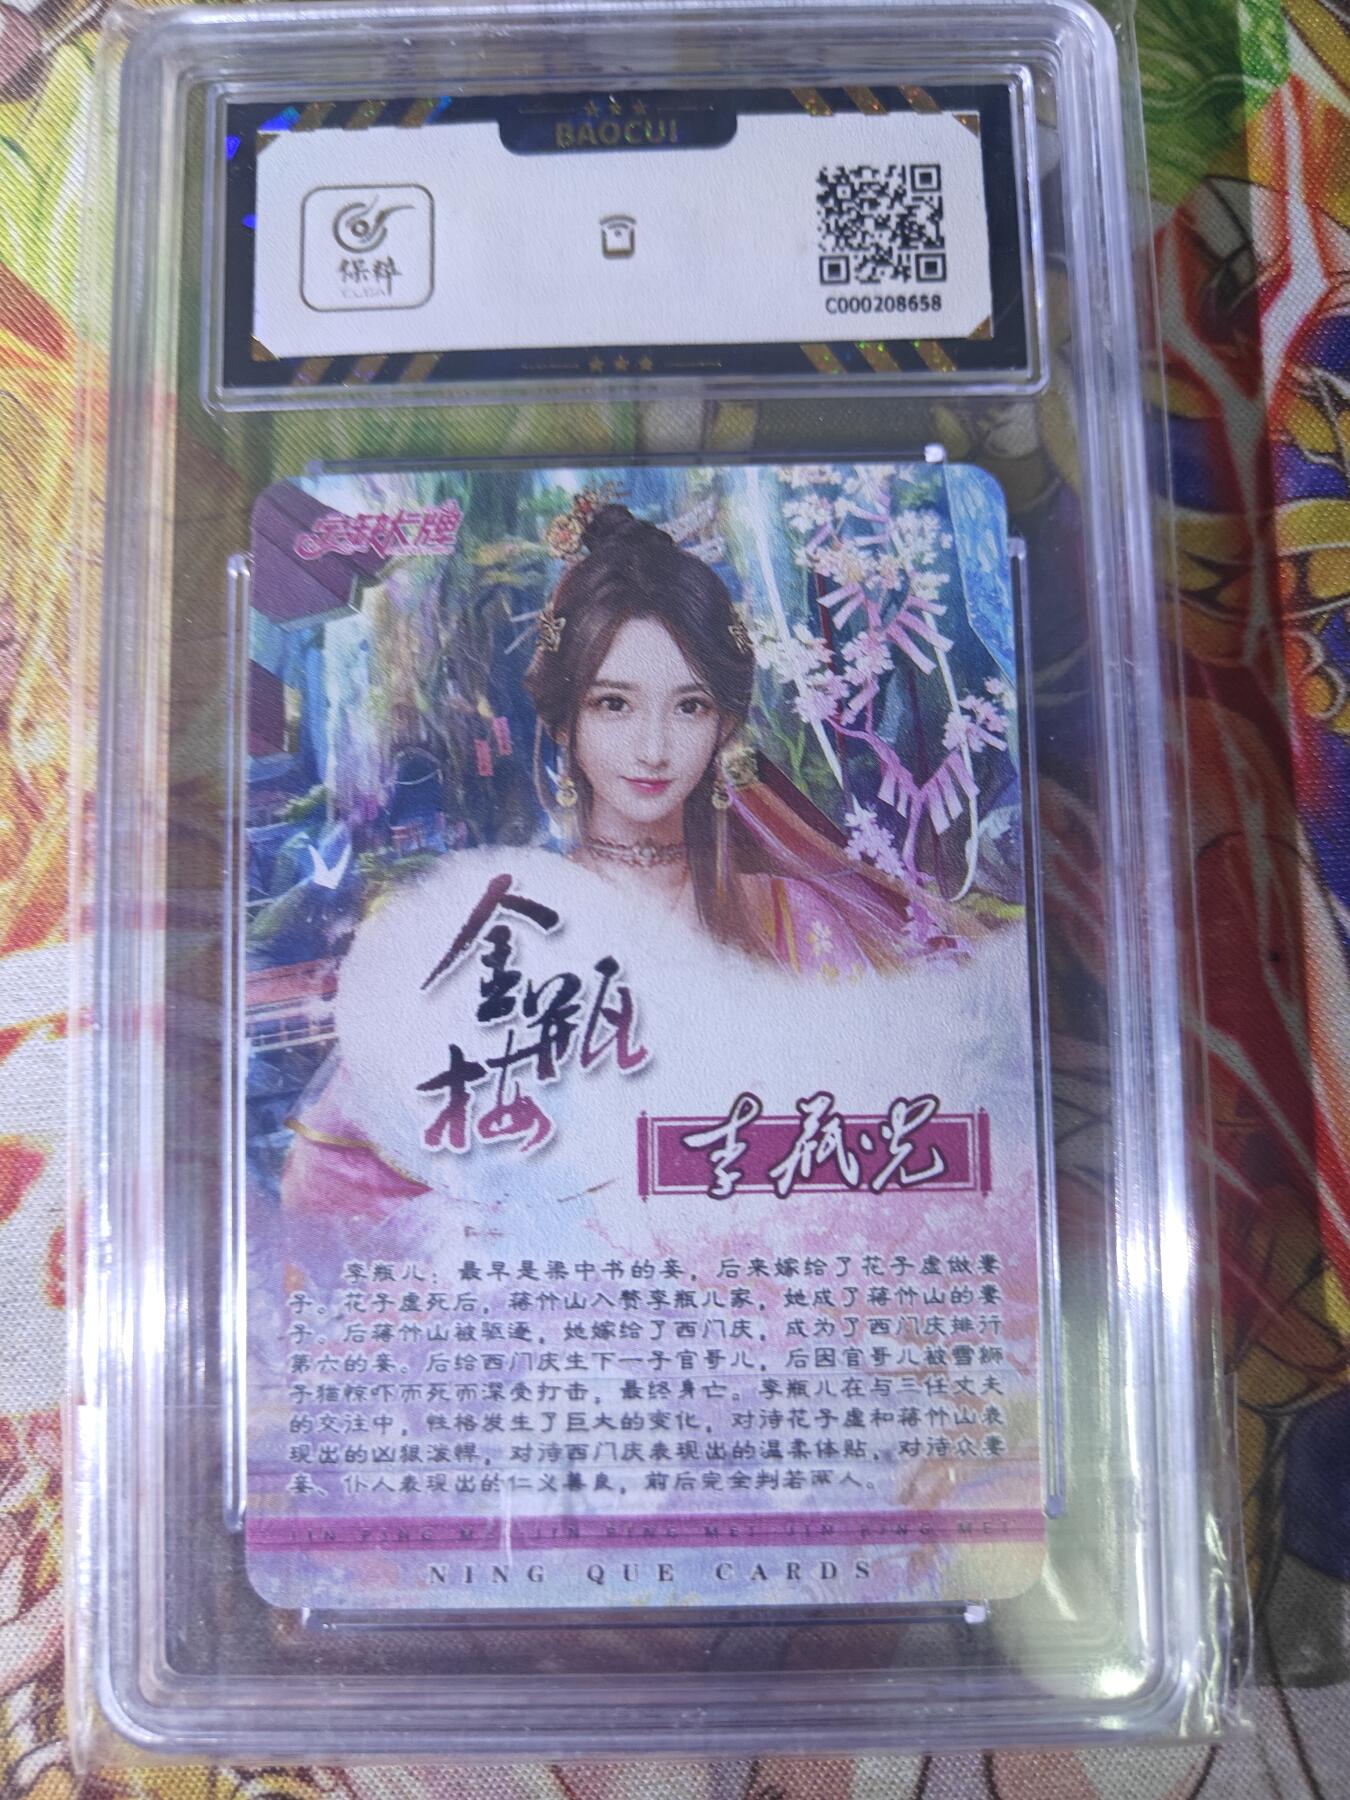 BAOCUI
保粹
C000208658
宁缺大牌
金瓶梅
李瓶儿
李瓶儿：最早是梁中书的妾，后来嫁给了花子虚做妻
子。花子虚死后，蒋竹山入赘李瓶儿家，她成了蒋竹山的妻
子。后蒋竹山被驱逐，她嫁给了西门庆，成为了西门庆排行
第六的妾。后给西门庆生下一子官哥儿，后因官哥儿被雪狮
子猫惊吓而死而深受打击，最终身亡。李瓶儿在与三任丈夫
的交往中，性格发生了巨大的变化，对待花子虚和蒋竹山表
现出的凶狠泼悍，对待西门庆表现出的温柔体贴，对待众妻
妾、仆人表现出的仁义善良，前后完全判若两人。
JIN PING MEI JIN PING MEI JIN PING MEI
NING QUE CARDS